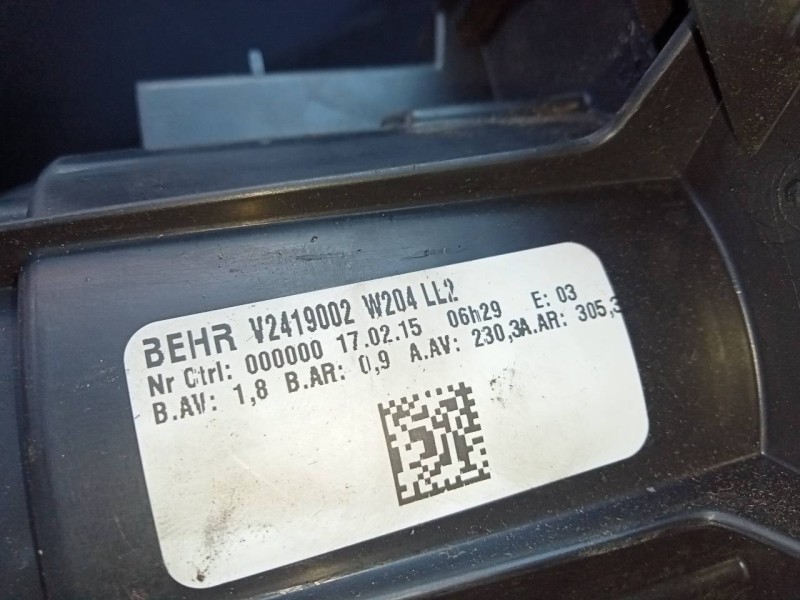 BEHR V2419002 W204 LL2
Nr Ctrl: 000000 17.02.15 06h29 E: 03
B.AV: 1,8 B.AR: 0,9 A.AV: 230,3A.AR: 305,3